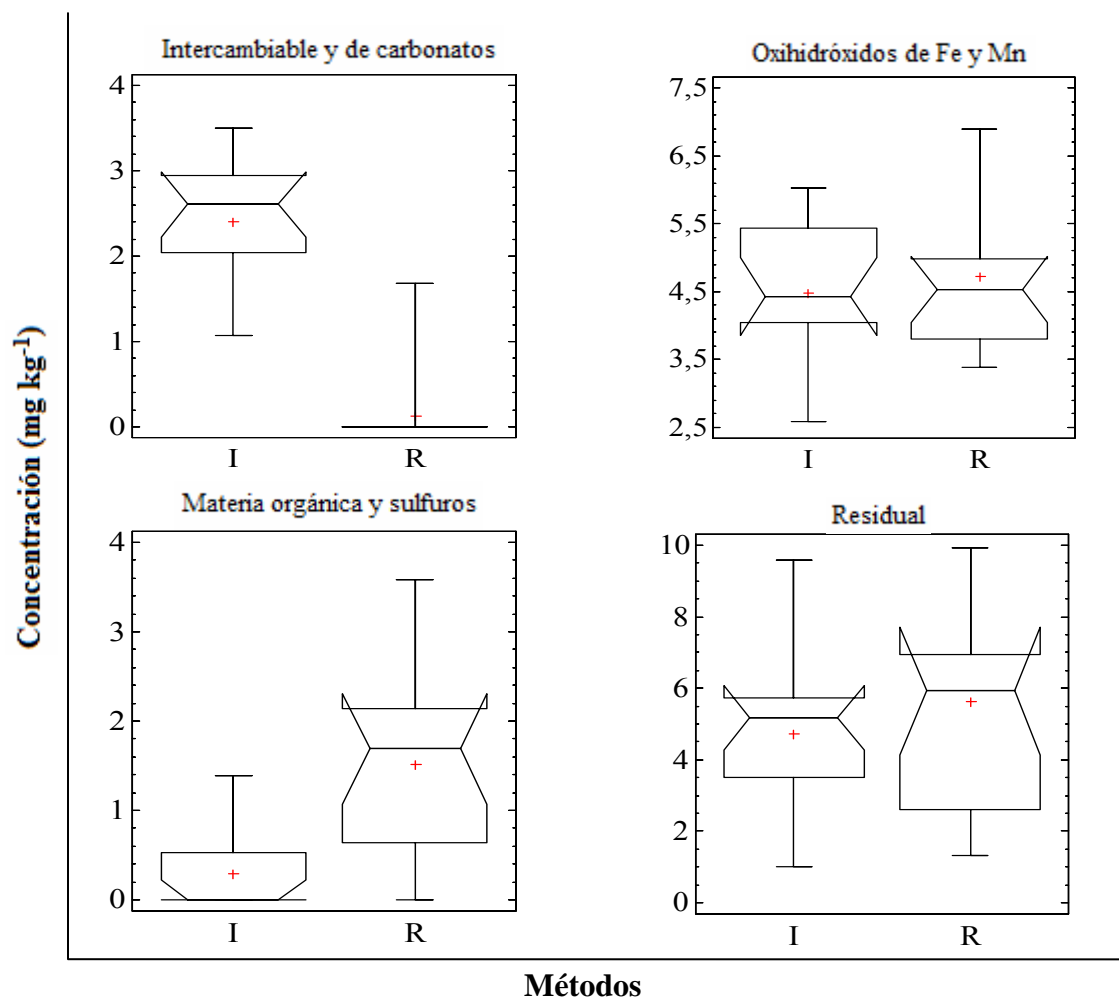 Intercambiable y de carbonatos
4
3
2
1
0
I R
Oxihidróxidos de Fe y Mn
7,5
6,5
5,5
4,5
3,5
2,5
I R
Concentración (mg kg-1)
Materia orgánica y sulfuros
4
3
2
1
0
I R
Residual
10
8
6
4
2
0
I R
Métodos